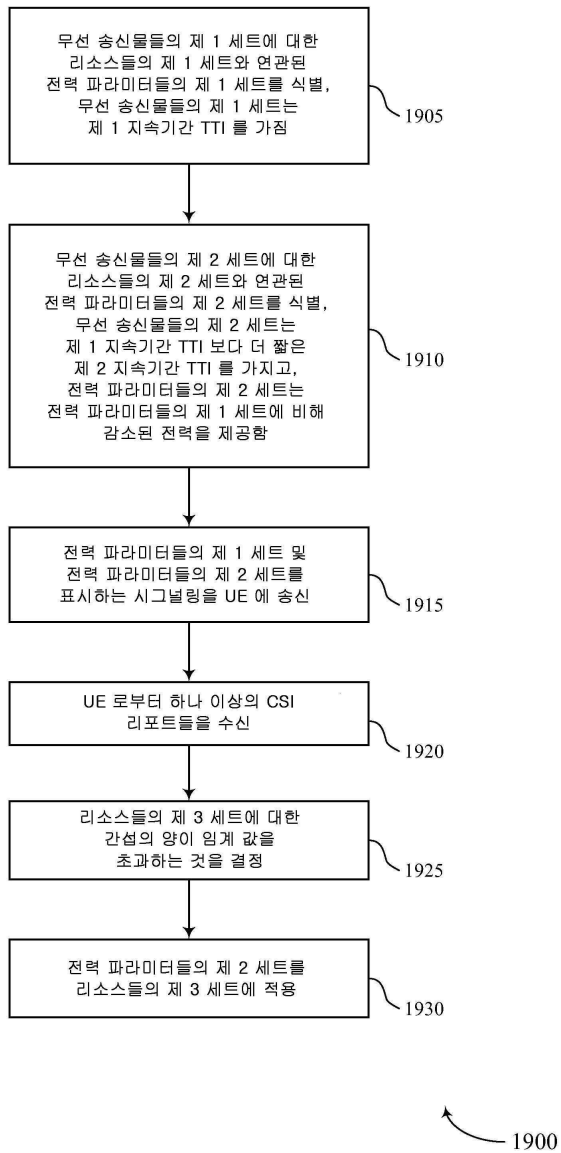 무선 송신물들의 제 1 세트에 대한
리소스들의 제 1 세트와 연관된
전력 파라미터들의 제 1 세트를 식별,
무선 송신물들의 제 1 세트는
제 1 지속기간 TTI 를 가짐
1905
무선 송신물들의 제 2 세트에 대한
리소스들의 제 2 세트와 연관된
전력 파라미터들의 제 2 세트를 식별,
무선 송신물들의 제 2 세트는
제 1 지속기간 TTI 보다 더 짧은
제 2 지속기간 TTI 를 가지고,
전력 파라미터들의 제 2 세트는
전력 파라미터들의 제 1 세트에 비해
감소된 전력을 제공함
1910
전력 파라미터들의 제 1 세트 및
전력 파라미터들의 제 2 세트를
표시하는 시그널링을 UE 에 송신
1915
UE 로부터 하나 이상의 CSI
리포트들을 수신
1920
리소스들의 제 3 세트에 대한
간섭의 양이 임계 값을
초과하는 것을 결정
1925
전력 파라미터들의 제 2 세트를
리소스들의 제 3 세트에 적용
1930
1900